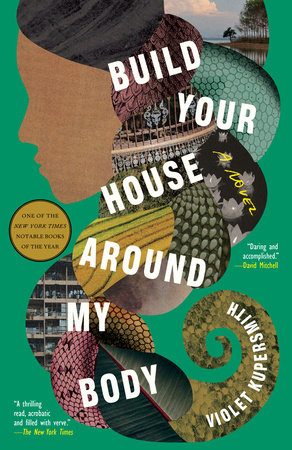 BUILD
YOUR
HOUSE
A NOVEL
AROUND
MY
BODY
ONE OF THE
NEW YORK TIMES
NOTABLE BOOKS
OF THE YEAR
"Daring and
accomplished."
—David Mitchell
VIOLET KUPERSMITH
"A thrilling
read, acrobatic
and filled with verve."
—The New York Times